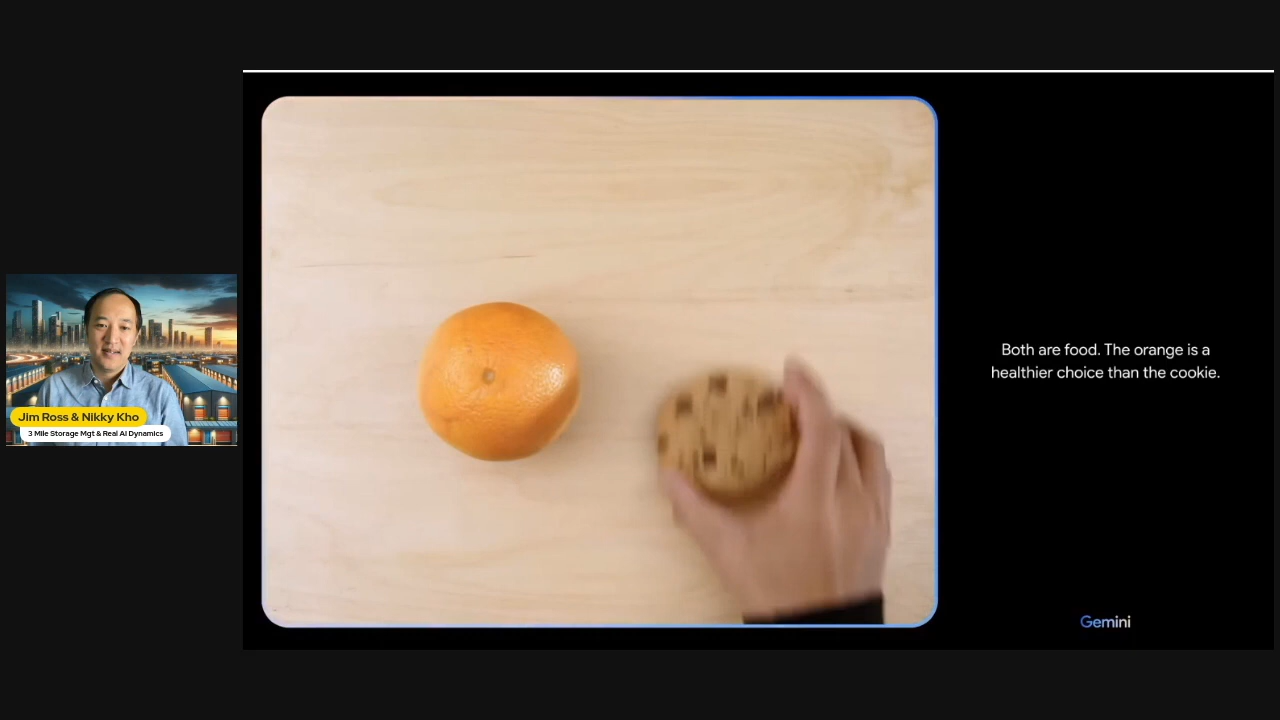 Jim Ross & Nikky Kho
3 Mile Storage Mgt & Real AI Dynamics
Both are food. The orange is a
healthier choice than the cookie.
Gemini